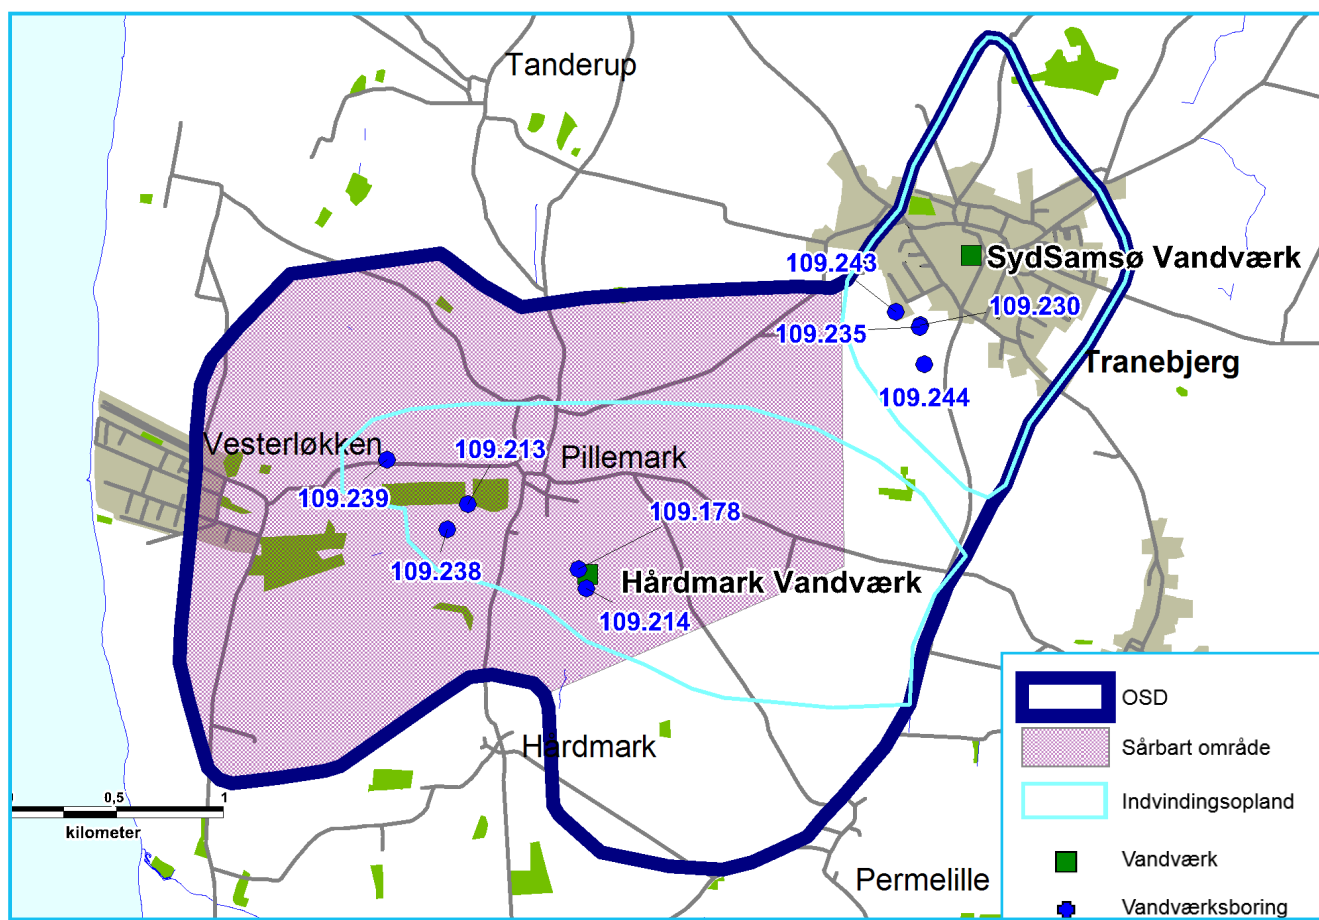 Tanderup
SydSamsø Vandværk
109.243
109.230
109.235
109.244
Tranebjerg
Vesterløkken
109.213
Pillemark
109.239
109.178
109.238
Hårdmark Vandværk
109.214
Hårdmark
Permelille
0,5
1
kilometer
OSD
Sårbart område
Indvindingsopland
Vandværk
Vandværksboring